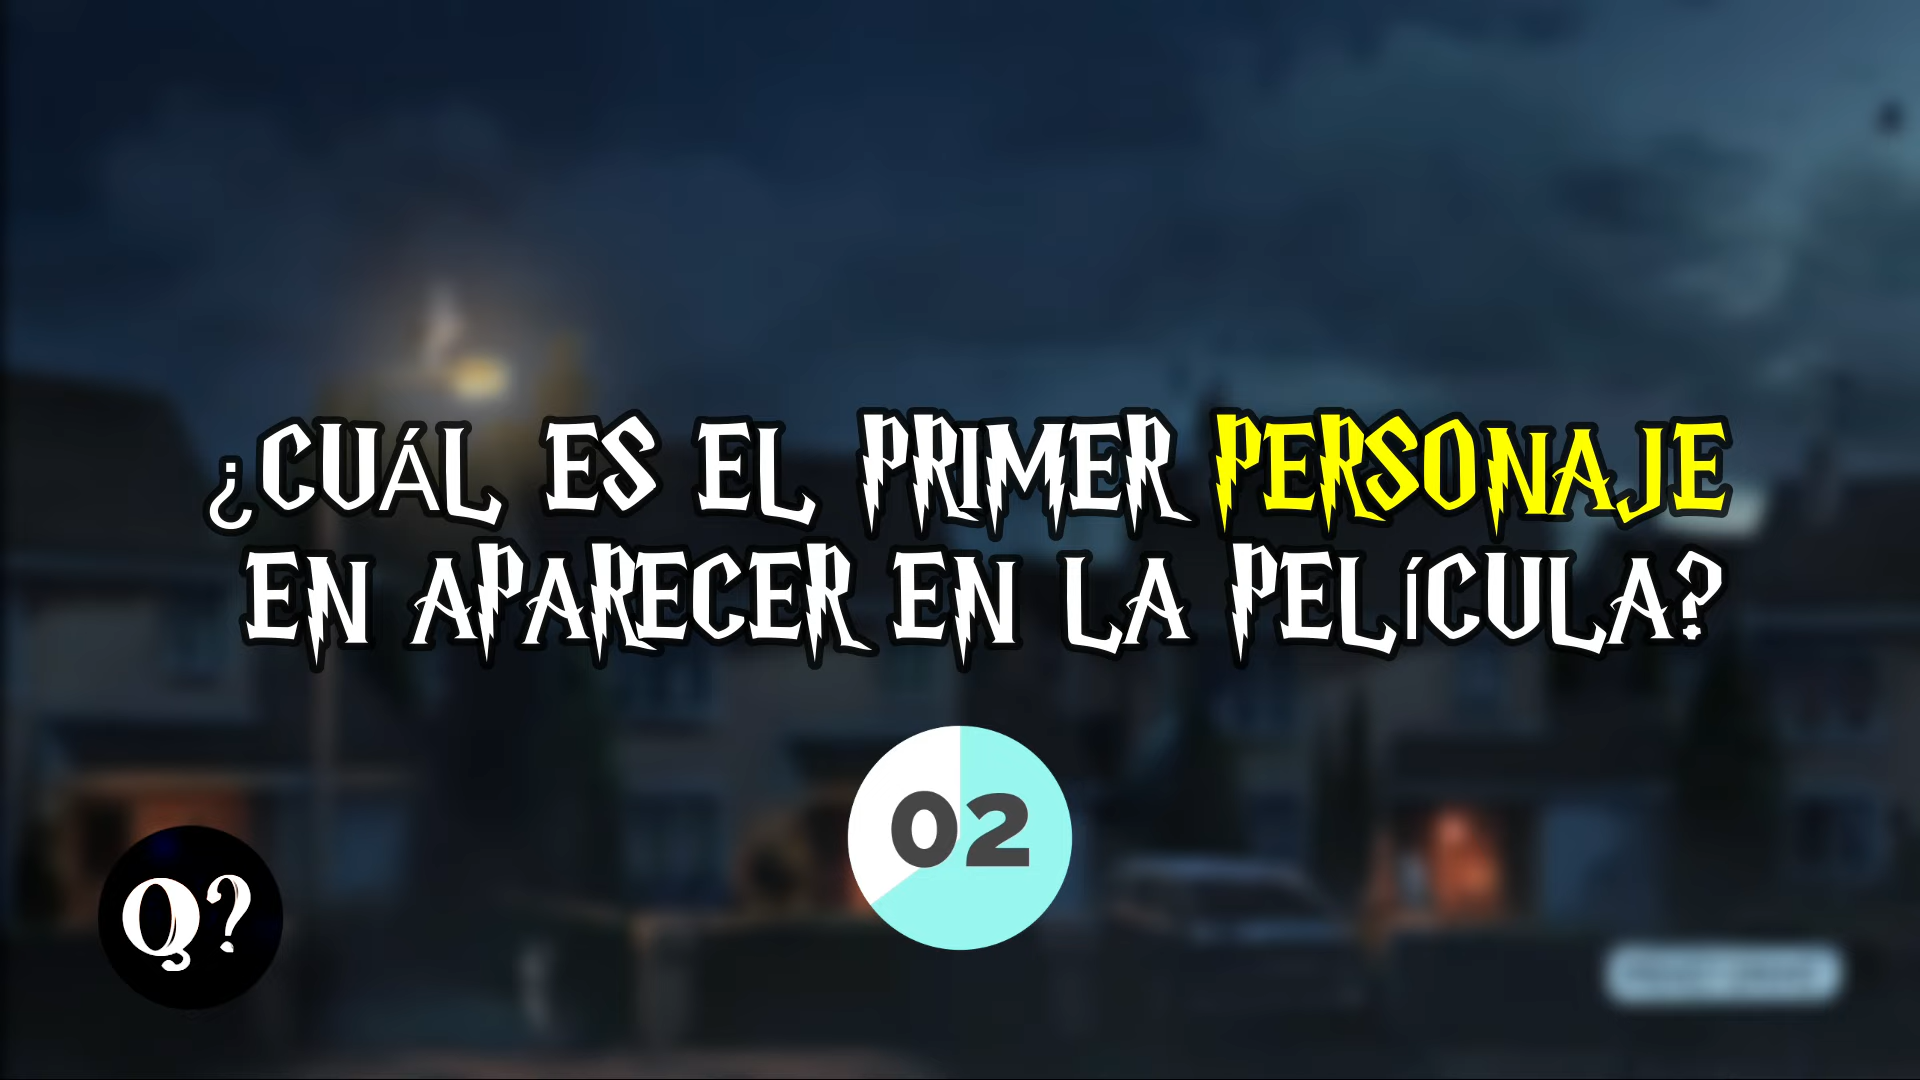 ¿CUÁL ES EL PRIMER PERSONAJE
EN APARECER EN LA PELÍCULA?
02
Q?